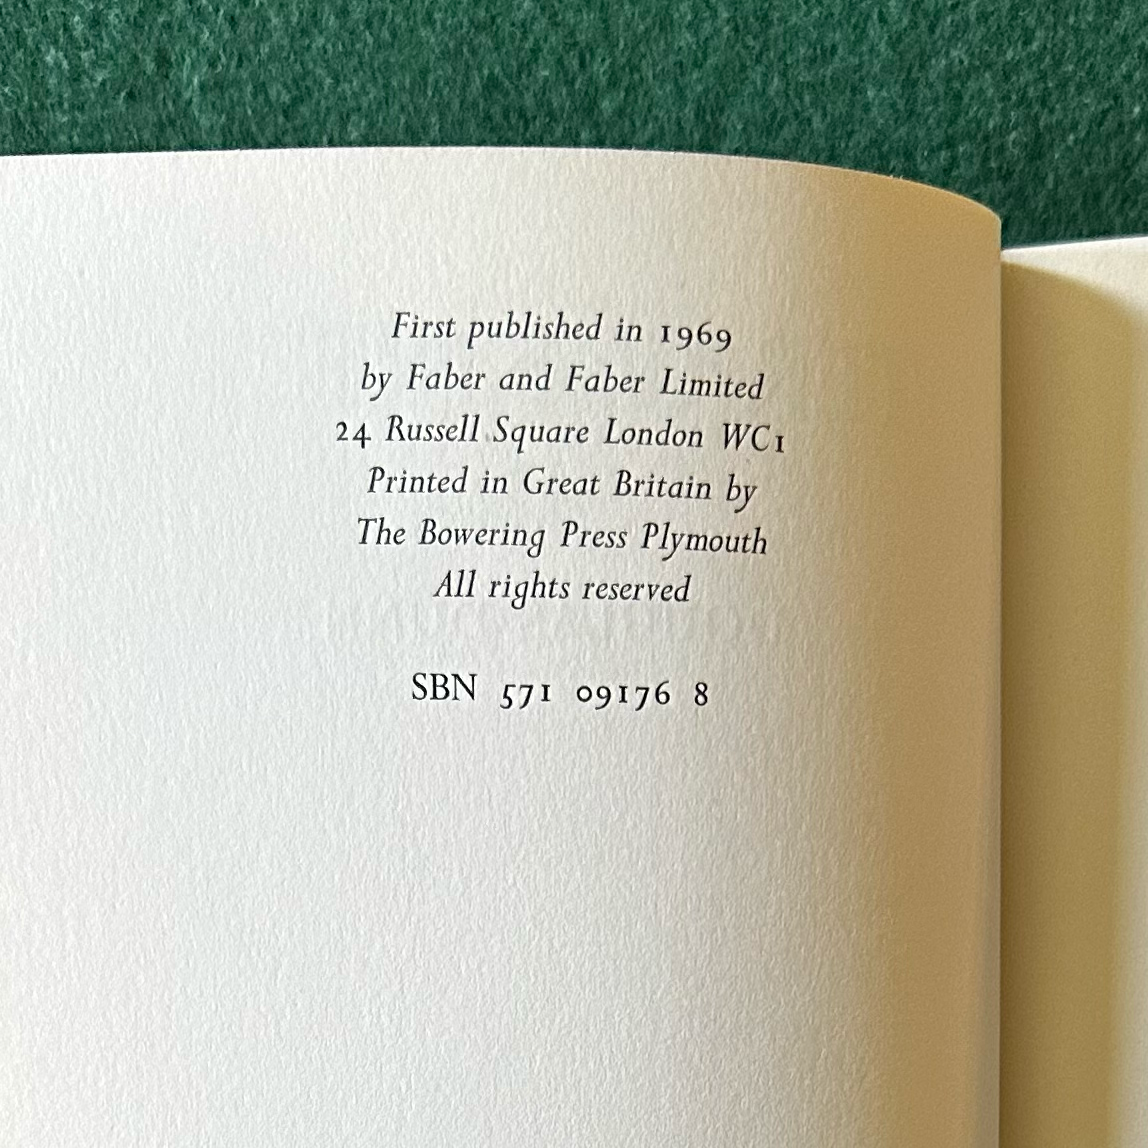 First published in 1969
by Faber and Faber Limited
24 Russell Square London WC1
Printed in Great Britain by
The Bowering Press Plymouth
All rights reserved
SBN 571 09176 8